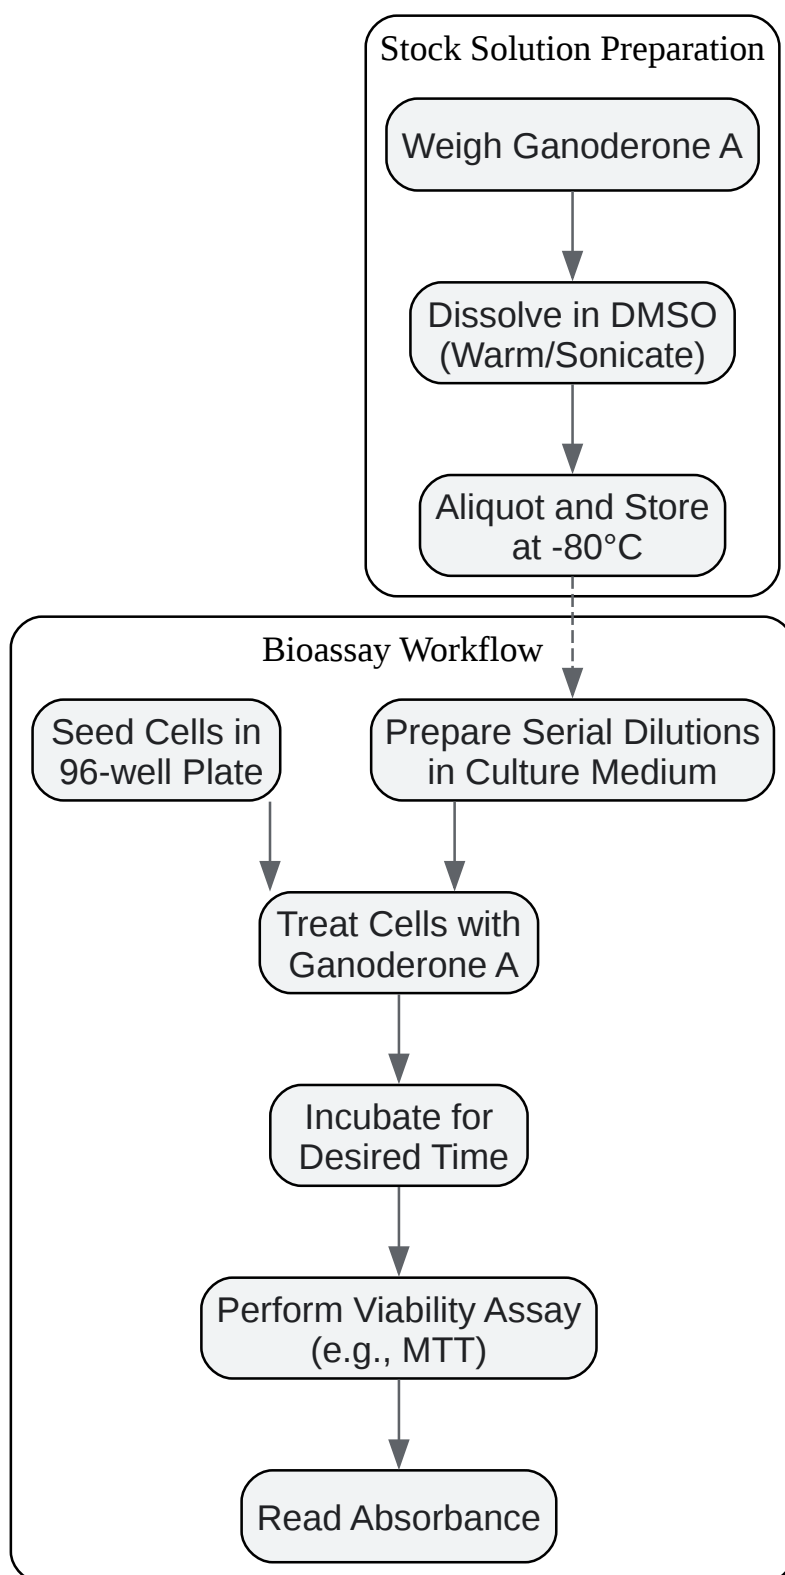 Stock Solution Preparation
Weigh Ganoderone A
Dissolve in DMSO
(Warm/Sonicate)
Aliquot and Store
at -80°C
Bioassay Workflow
Seed Cells in
96-well Plate
Prepare Serial Dilutions
in Culture Medium
Treat Cells with
Ganoderone A
Incubate for
Desired Time
Perform Viability Assay
(e.g., MTT)
Read Absorbance